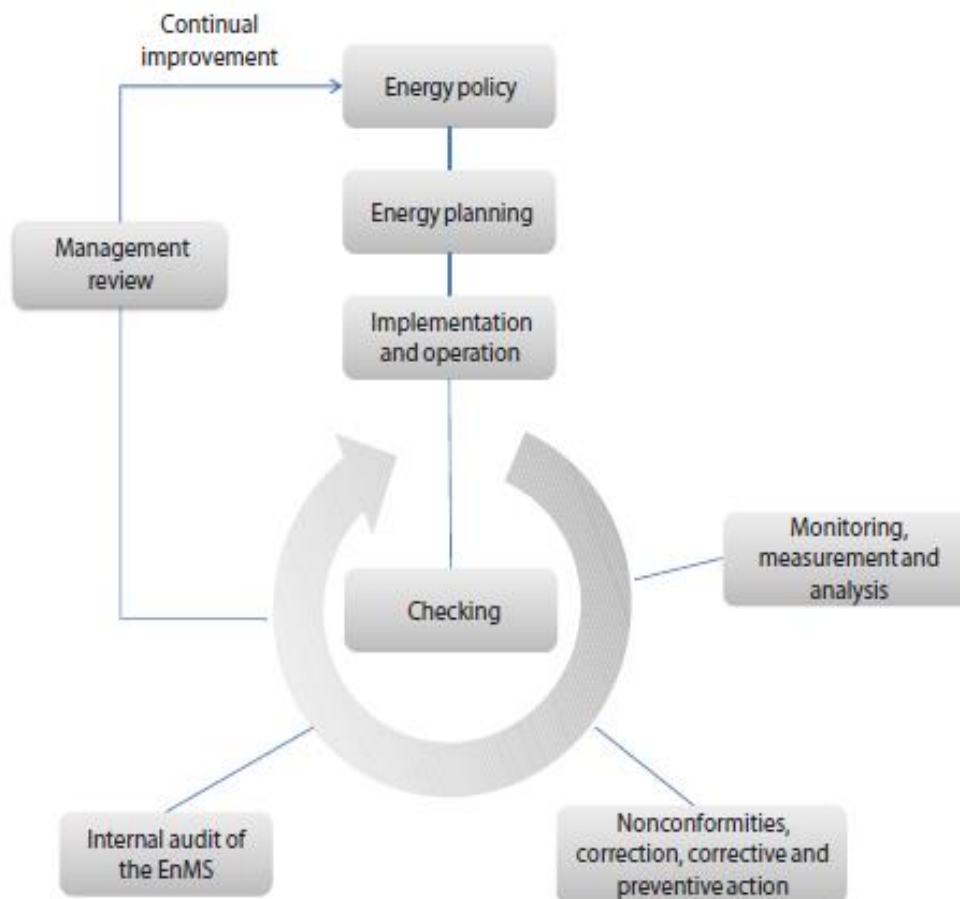 Continual
improvement
Energy policy
Energy planning
Management
review
Implementation
and operation
Monitoring,
measurement and
analysis
Checking
Internal audit of
the EnMS
Nonconformities,
correction, corrective and
preventive action